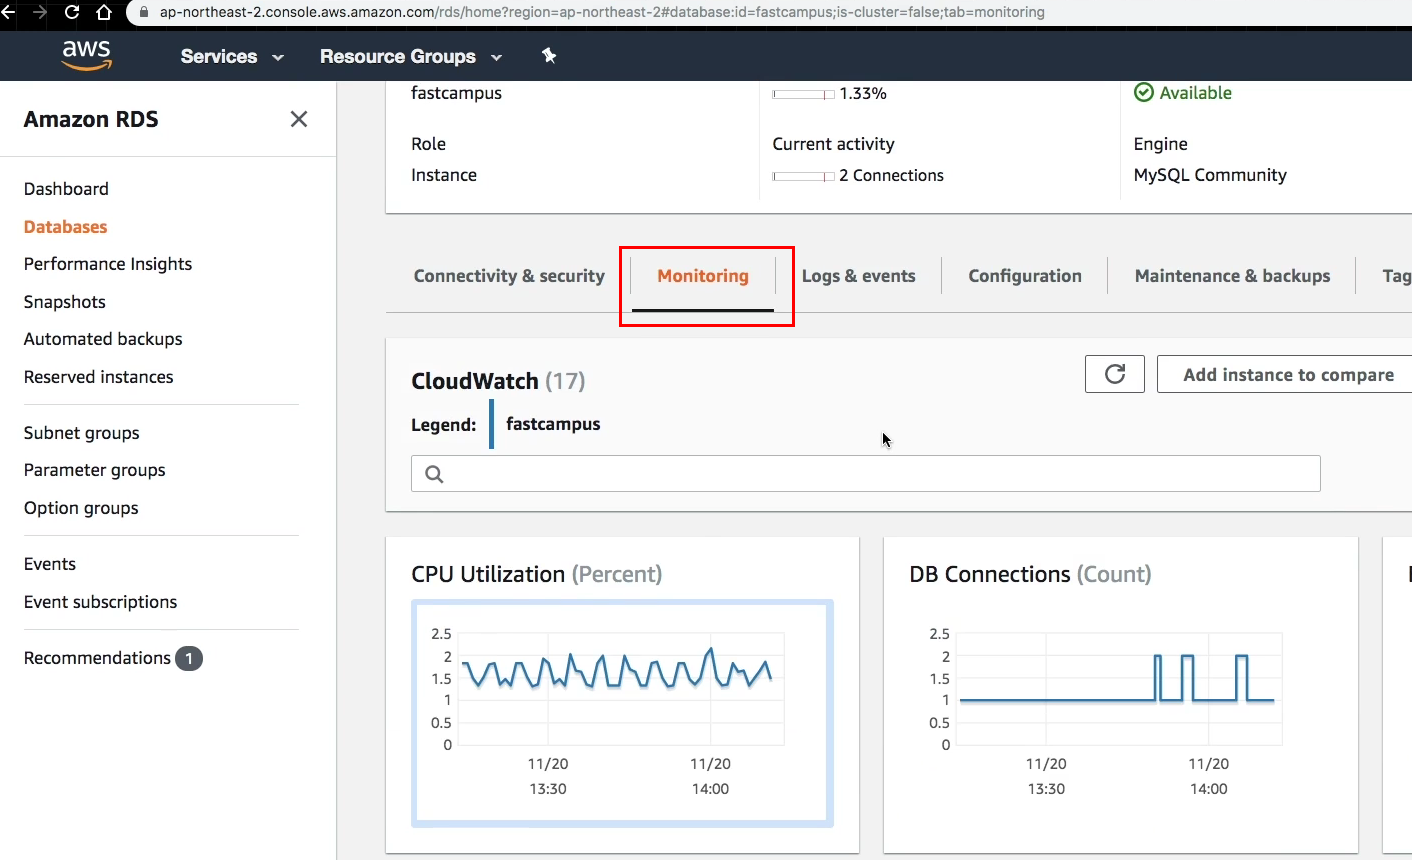 ap-northeast-2.console.aws.amazon.com/rds/home?region=ap-northeast-2#database:id=fastcampus;is-cluster=false;tab=monitoring
aws
Services
Resource Groups
Amazon RDS
Dashboard
Databases
Performance Insights
Snapshots
Automated backups
Reserved instances
Subnet groups
Parameter groups
Option groups
Events
Event subscriptions
Recommendations 1
fastcampus
1.33%
Available
Role
Current activity
Engine
Instance
2 Connections
MySQL Community
Connectivity & security
Monitoring
Logs & events
Configuration
Maintenance & backups
Tag
CloudWatch (17)
Add instance to compare
Legend:
fastcampus
CPU Utilization (Percent)
2.5
2
1.5
1
0.5
0
11/20
13:30
11/20
14:00
DB Connections (Count)
2.5
2
1.5
1
0.5
0
11/20
13:30
11/20
14:00